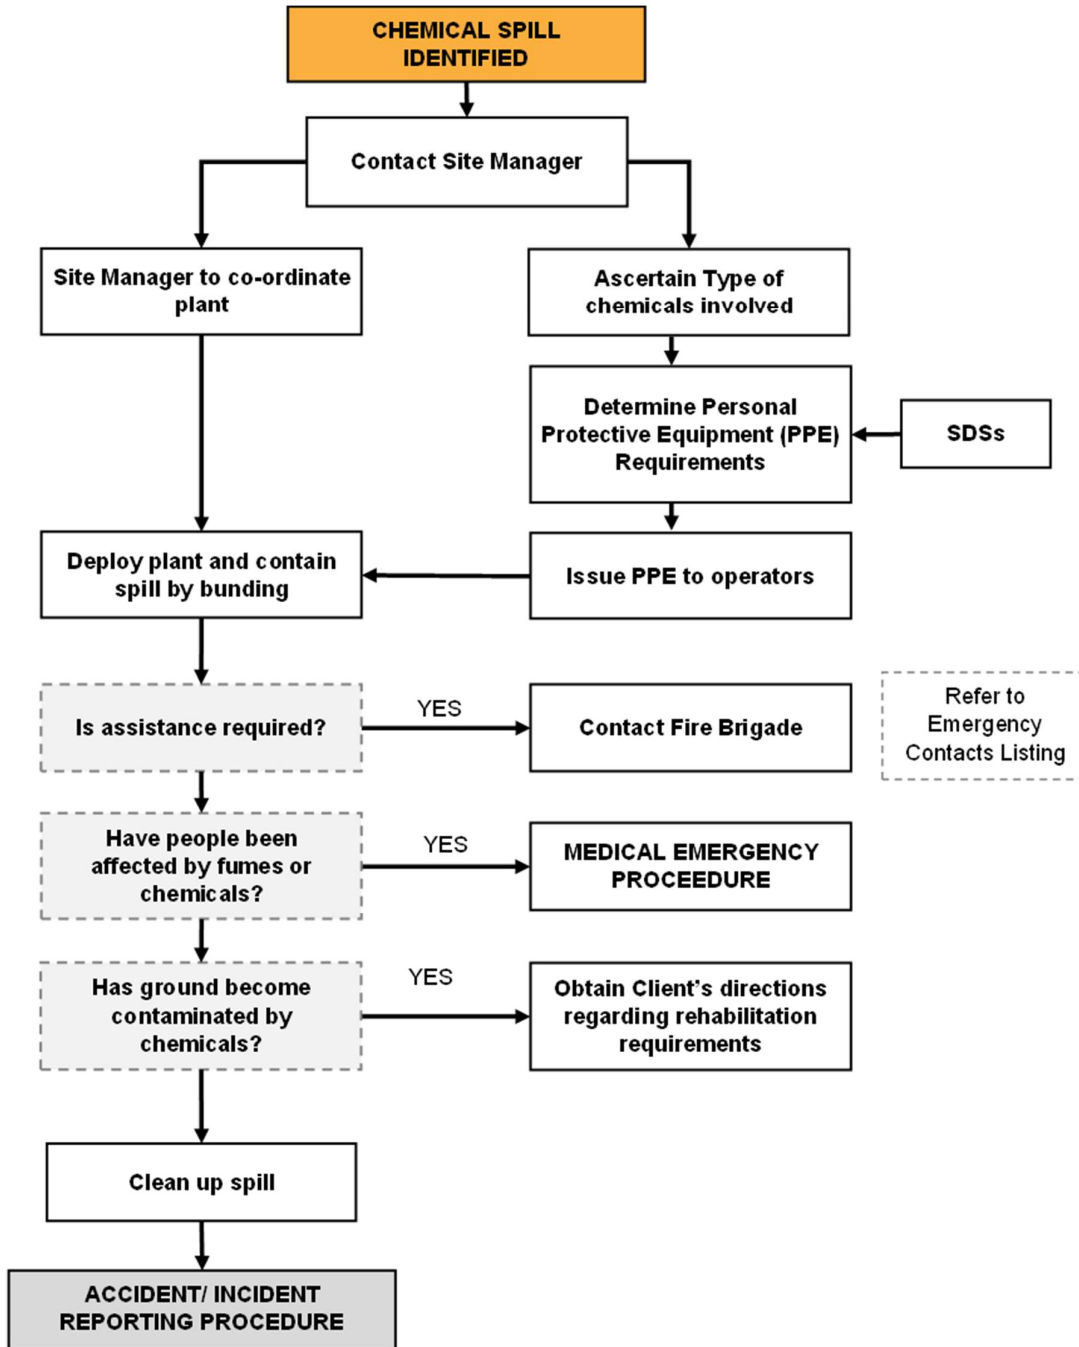 CHEMICAL SPILL
IDENTIFIED
Contact Site Manager
Site Manager to co-ordinate
plant
Ascertain Type of
chemicals involved
Determine Personal
Protective Equipment (PPE)
Requirements
SDSs
Deploy plant and contain
spill by bunding
Issue PPE to operators
Is assistance required?
YES
Contact Fire Brigade
Refer to
Emergency
Contacts Listing
Have people been
affected by fumes or
chemicals?
YES
MEDICAL EMERGENCY
PROCEEDURE
Has ground become
contaminated by
chemicals?
YES
Obtain Client's directions
regarding rehabilitation
requirements
Clean up spill
ACCIDENT/ INCIDENT
REPORTING PROCEDURE